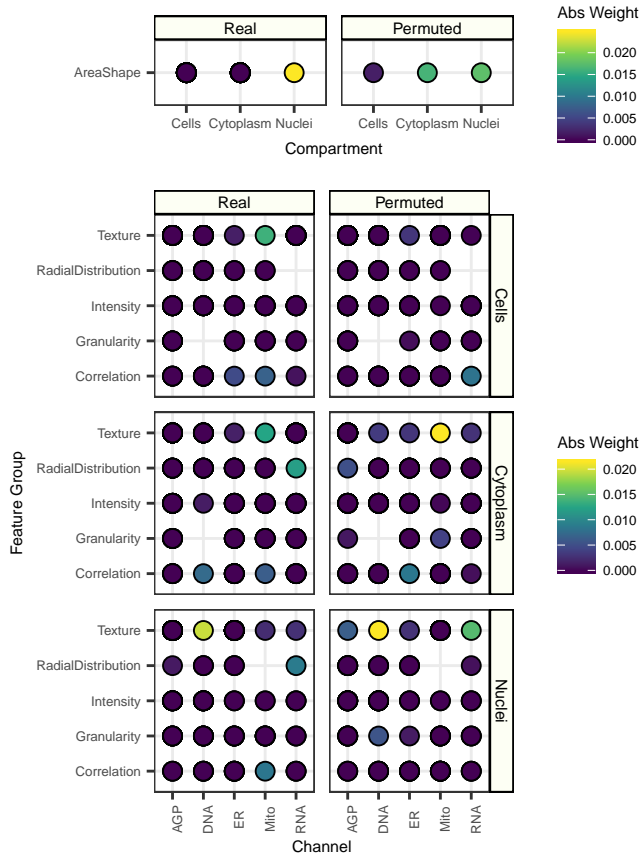 Real
Permuted
AreaShape
Cells
Cytoplasm
Nuclei
Cells
Cytoplasm
Nuclei
Compartment
Abs Weight
0.020
0.015
0.010
0.005
0.000
Real
Permuted
Feature Group
Texture
RadialDistribution
Intensity
Granularity
Correlation
Cells
Texture
RadialDistribution
Intensity
Granularity
Correlation
Cytoplasm
Texture
RadialDistribution
Intensity
Granularity
Correlation
Nuclei
AGP
DNA
ER
Mito
RNA
AGP
DNA
ER
Mito
RNA
Channel
Abs Weight
0.020
0.015
0.010
0.005
0.000